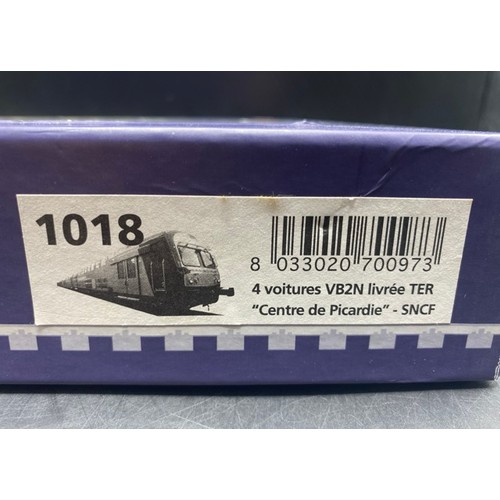 1018
8 033020 700973
4 voitures VB2N livrée TER
“Centre de Picardie” - SNCF